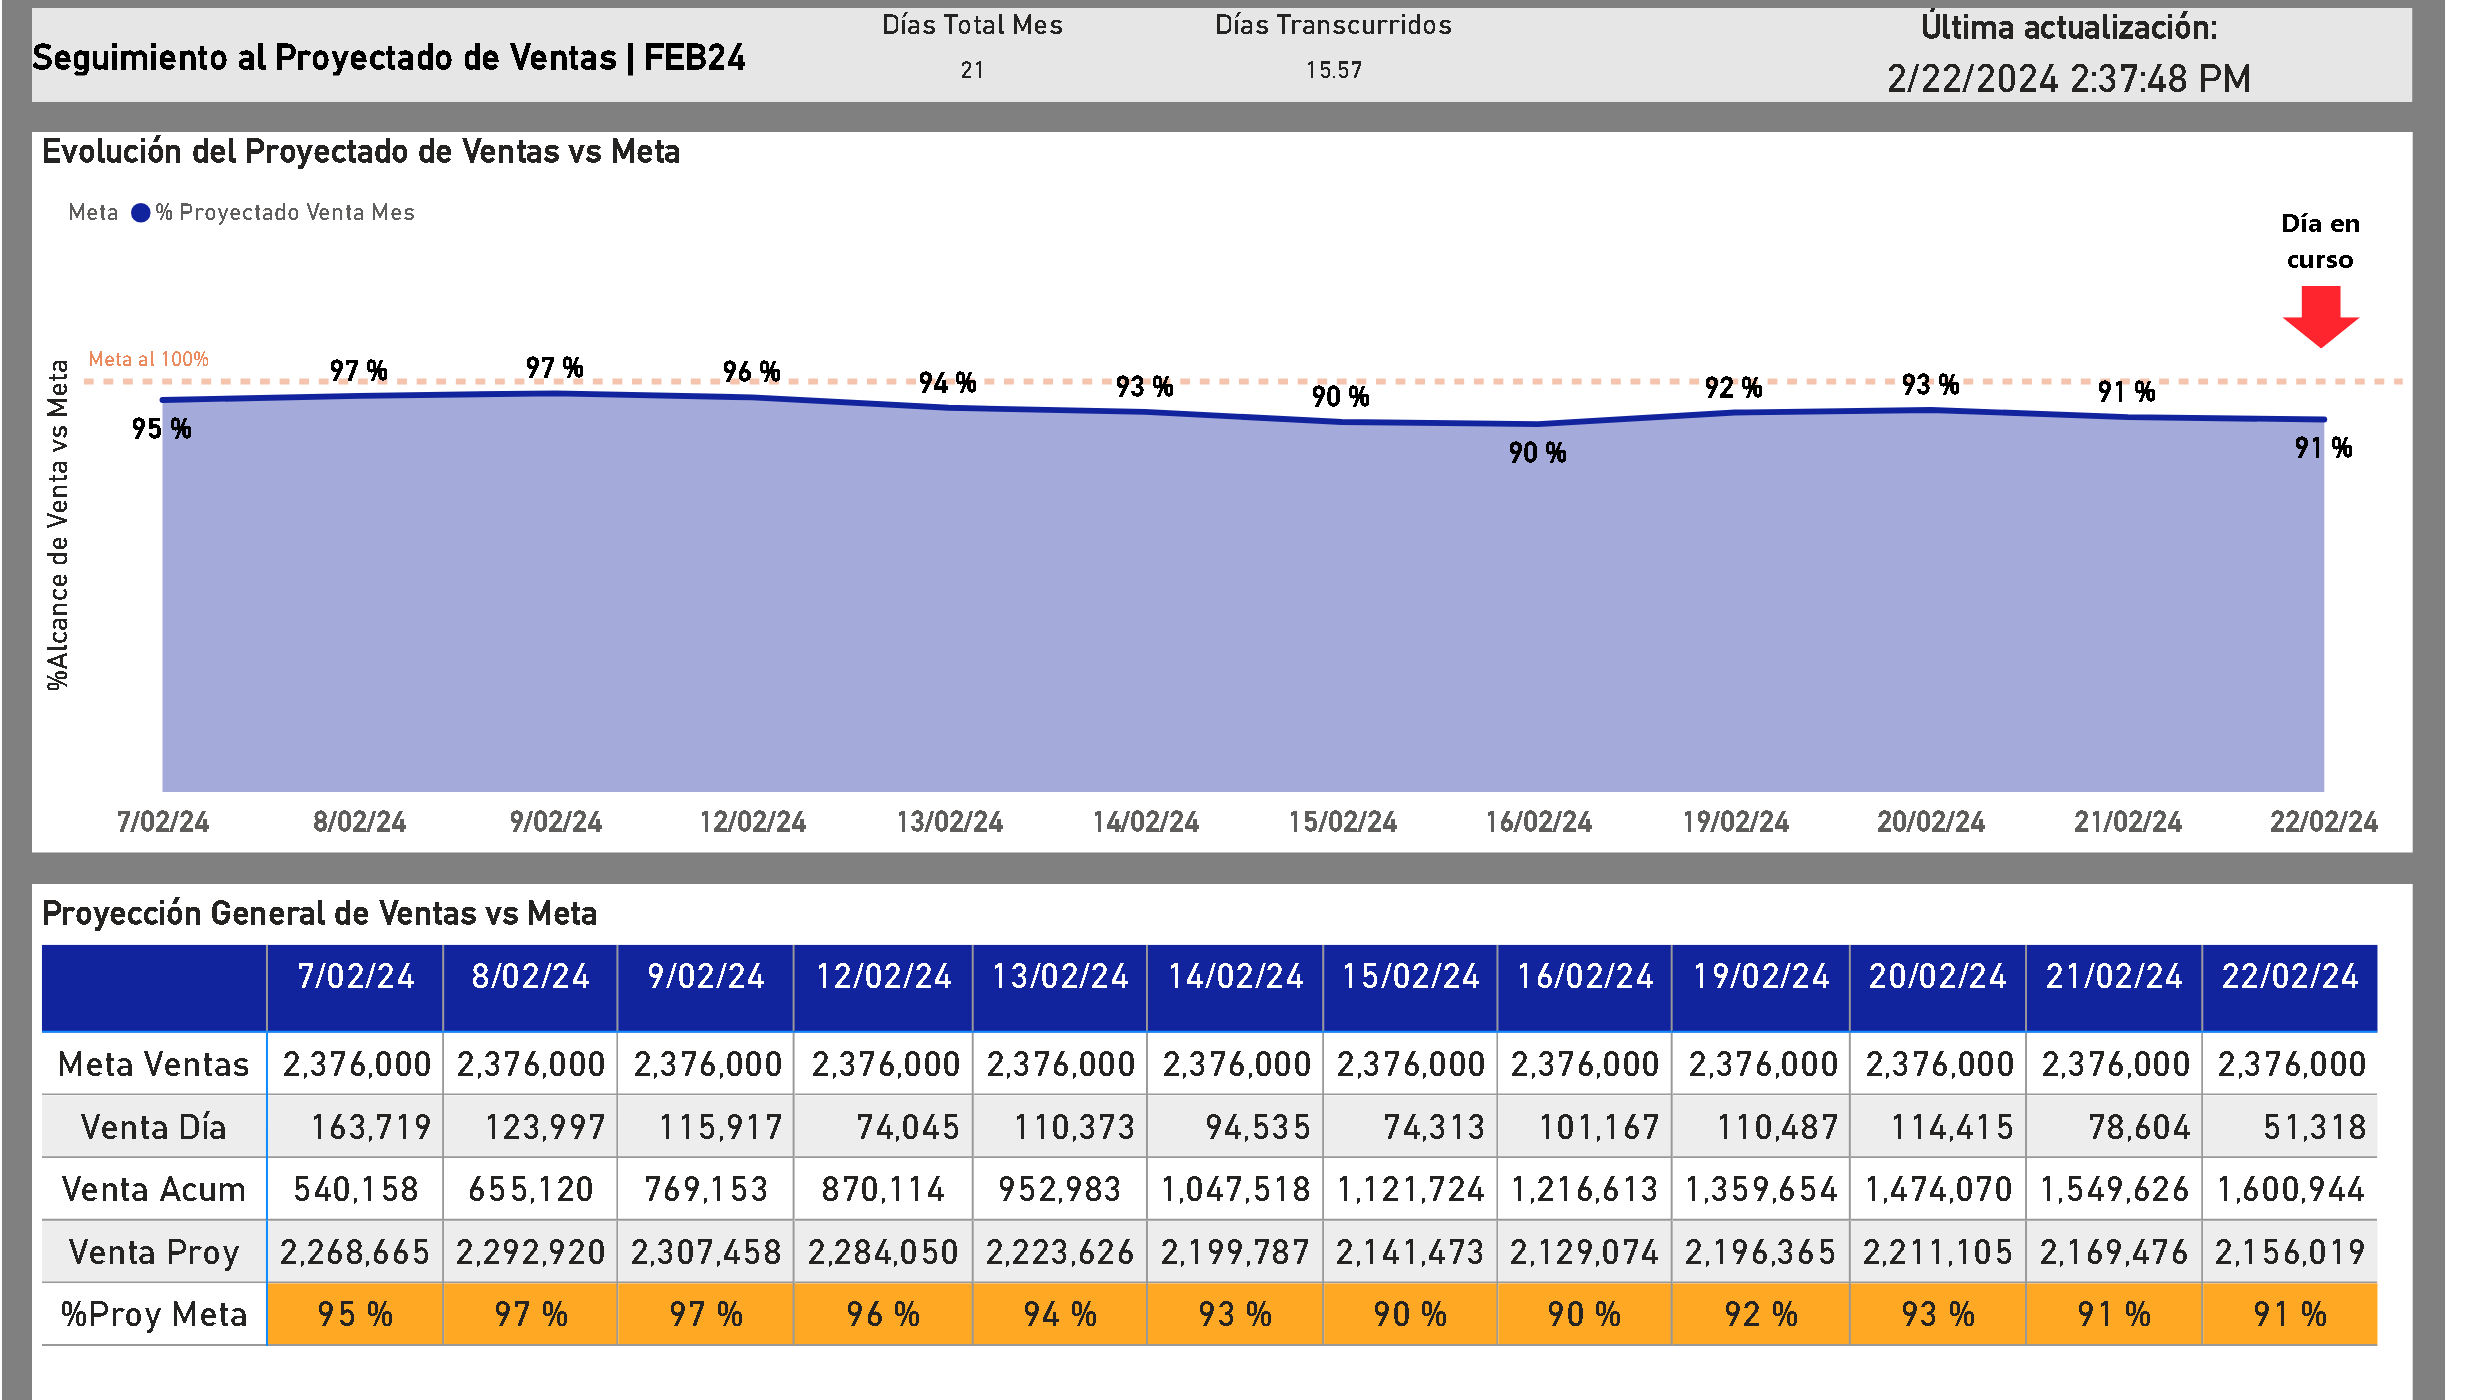 Seguimiento al Proyectado de Ventas | FEB24
Días Total Mes
21
Días Transcurridos
15.57
Última actualización:
2/22/2024 2:37:48 PM
Evolución del Proyectado de Ventas vs Meta
Meta % Proyectado Venta Mes
Día en
curso
%Alcance de Venta vs Meta
Meta al 100%
95 % 97 % 97 % 96 % 94 % 93 % 90 % 90 % 92 % 93 % 91 % 91 %
7/02/24 8/02/24 9/02/24 12/02/24 13/02/24 14/02/24 15/02/24 16/02/24 19/02/24 20/02/24 21/02/24 22/02/24
Proyección General de Ventas vs Meta
7/02/24 8/02/24 9/02/24 12/02/24 13/02/24 14/02/24 15/02/24 16/02/24 19/02/24 20/02/24 21/02/24 22/02/24
Meta Ventas 2,376,000 2,376,000 2,376,000 2,376,000 2,376,000 2,376,000 2,376,000 2,376,000 2,376,000 2,376,000 2,376,000 2,376,000
Venta Día 163,719 123,997 115,917 74,045 110,373 94,535 74,313 101,167 110,487 114,415 78,604 51,318
Venta Acum 540,158 655,120 769,153 870,114 952,983 1,047,518 1,121,724 1,216,613 1,359,654 1,474,070 1,549,626 1,600,944
Venta Proy 2,268,665 2,292,920 2,307,458 2,284,050 2,223,626 2,199,787 2,141,473 2,129,074 2,196,365 2,211,105 2,169,476 2,156,019
%Proy Meta 95 % 97 % 97 % 96 % 94 % 93 % 90 % 90 % 92 % 93 % 91 % 91 %